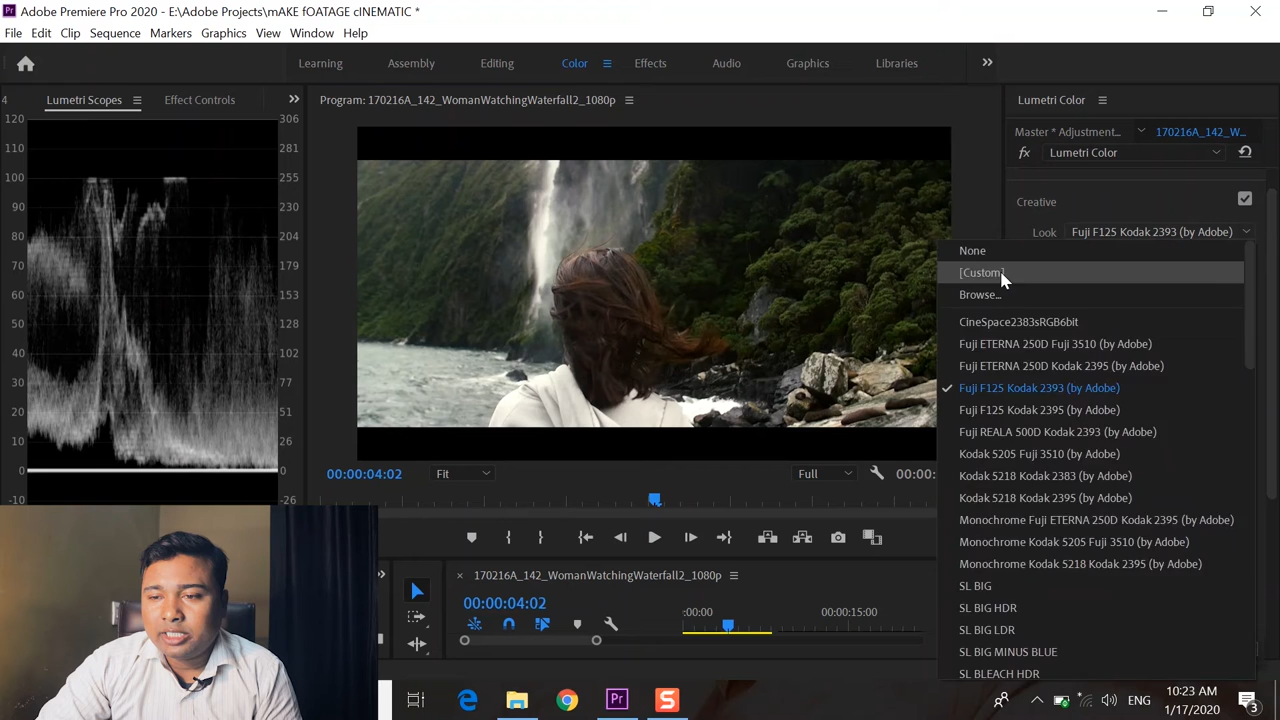 Pr Adobe Premiere Pro 2020 - E:\Adobe Projects\mAKE fOATAGE cINEMATIC *
File Edit Clip Sequence Markers Graphics View Window Help
Learning Assembly Editing Color Effects Audio Graphics Libraries
4 Lumetri Scopes Effect Controls
Program: 170216A_142_WomanWatchingWaterfall2_1080p
Lumetri Color
Master * Adjustment... 170216A_142_W...
fx Lumetri Color
Creative
Look Fuji F125 Kodak 2393 (by Adobe)
120 306
110 281
100 255
90 230
80 204
70 179
60 153
50 128
40 102
30 77
20 51
10 26
0 0
-10 -26
None
[Custom]
Browse...
CineSpace2383sRGB6bit
Fuji ETERNA 250D Fuji 3510 (by Adobe)
Fuji ETERNA 250D Kodak 2395 (by Adobe)
Fuji F125 Kodak 2393 (by Adobe)
Fuji F125 Kodak 2395 (by Adobe)
Fuji REALA 500D Kodak 2393 (by Adobe)
Kodak 5205 Fuji 3510 (by Adobe)
Kodak 5218 Kodak 2383 (by Adobe)
Kodak 5218 Kodak 2395 (by Adobe)
Monochrome Fuji ETERNA 250D Kodak 2395 (by Adobe)
Monochrome Kodak 5205 Fuji 3510 (by Adobe)
Monochrome Kodak 5218 Kodak 2395 (by Adobe)
SL BIG
SL BIG HDR
SL BIG LDR
SL BIG MINUS BLUE
SL BLEACH HDR
00:00:04:02 Fit Full 00:00:
170216A_142_WomanWatchingWaterfall2_1080p
00:00:04:02
:00:00 00:00:15:00
Pr S ENG 10:23 AM
1/17/2020 3